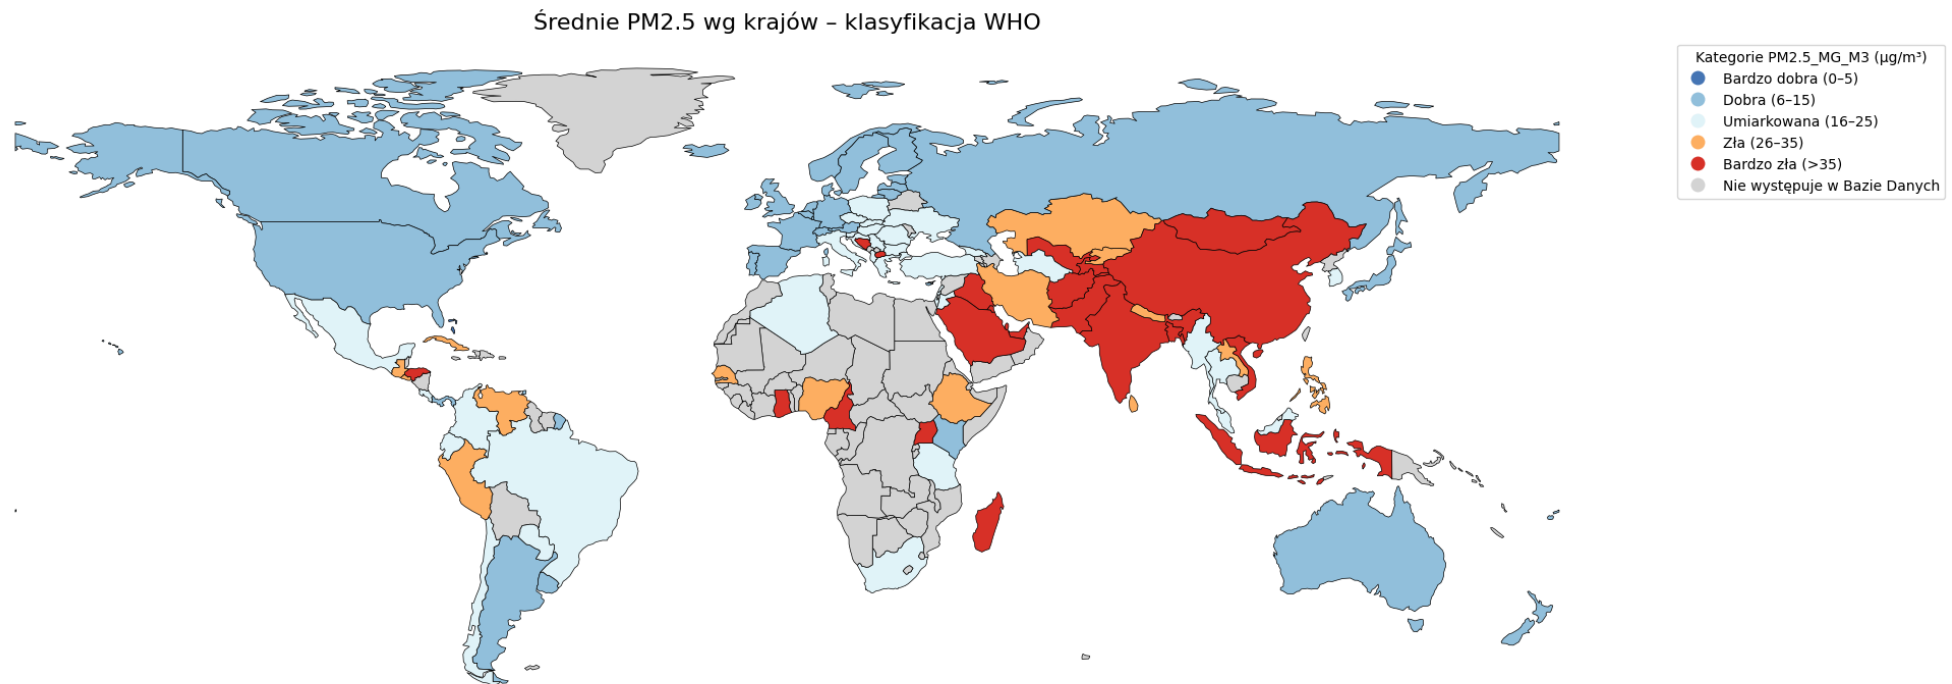 Średnie PM2.5 wg krajów – klasyfikacja WHO
Kategorie PM2.5_MG_M3 (μg/m³)
Bardzo dobra (0–5)
Dobra (6–15)
Umiarkowana (16–25)
Zła (26–35)
Bardzo zła (>35)
Nie występuje w Bazie Danych